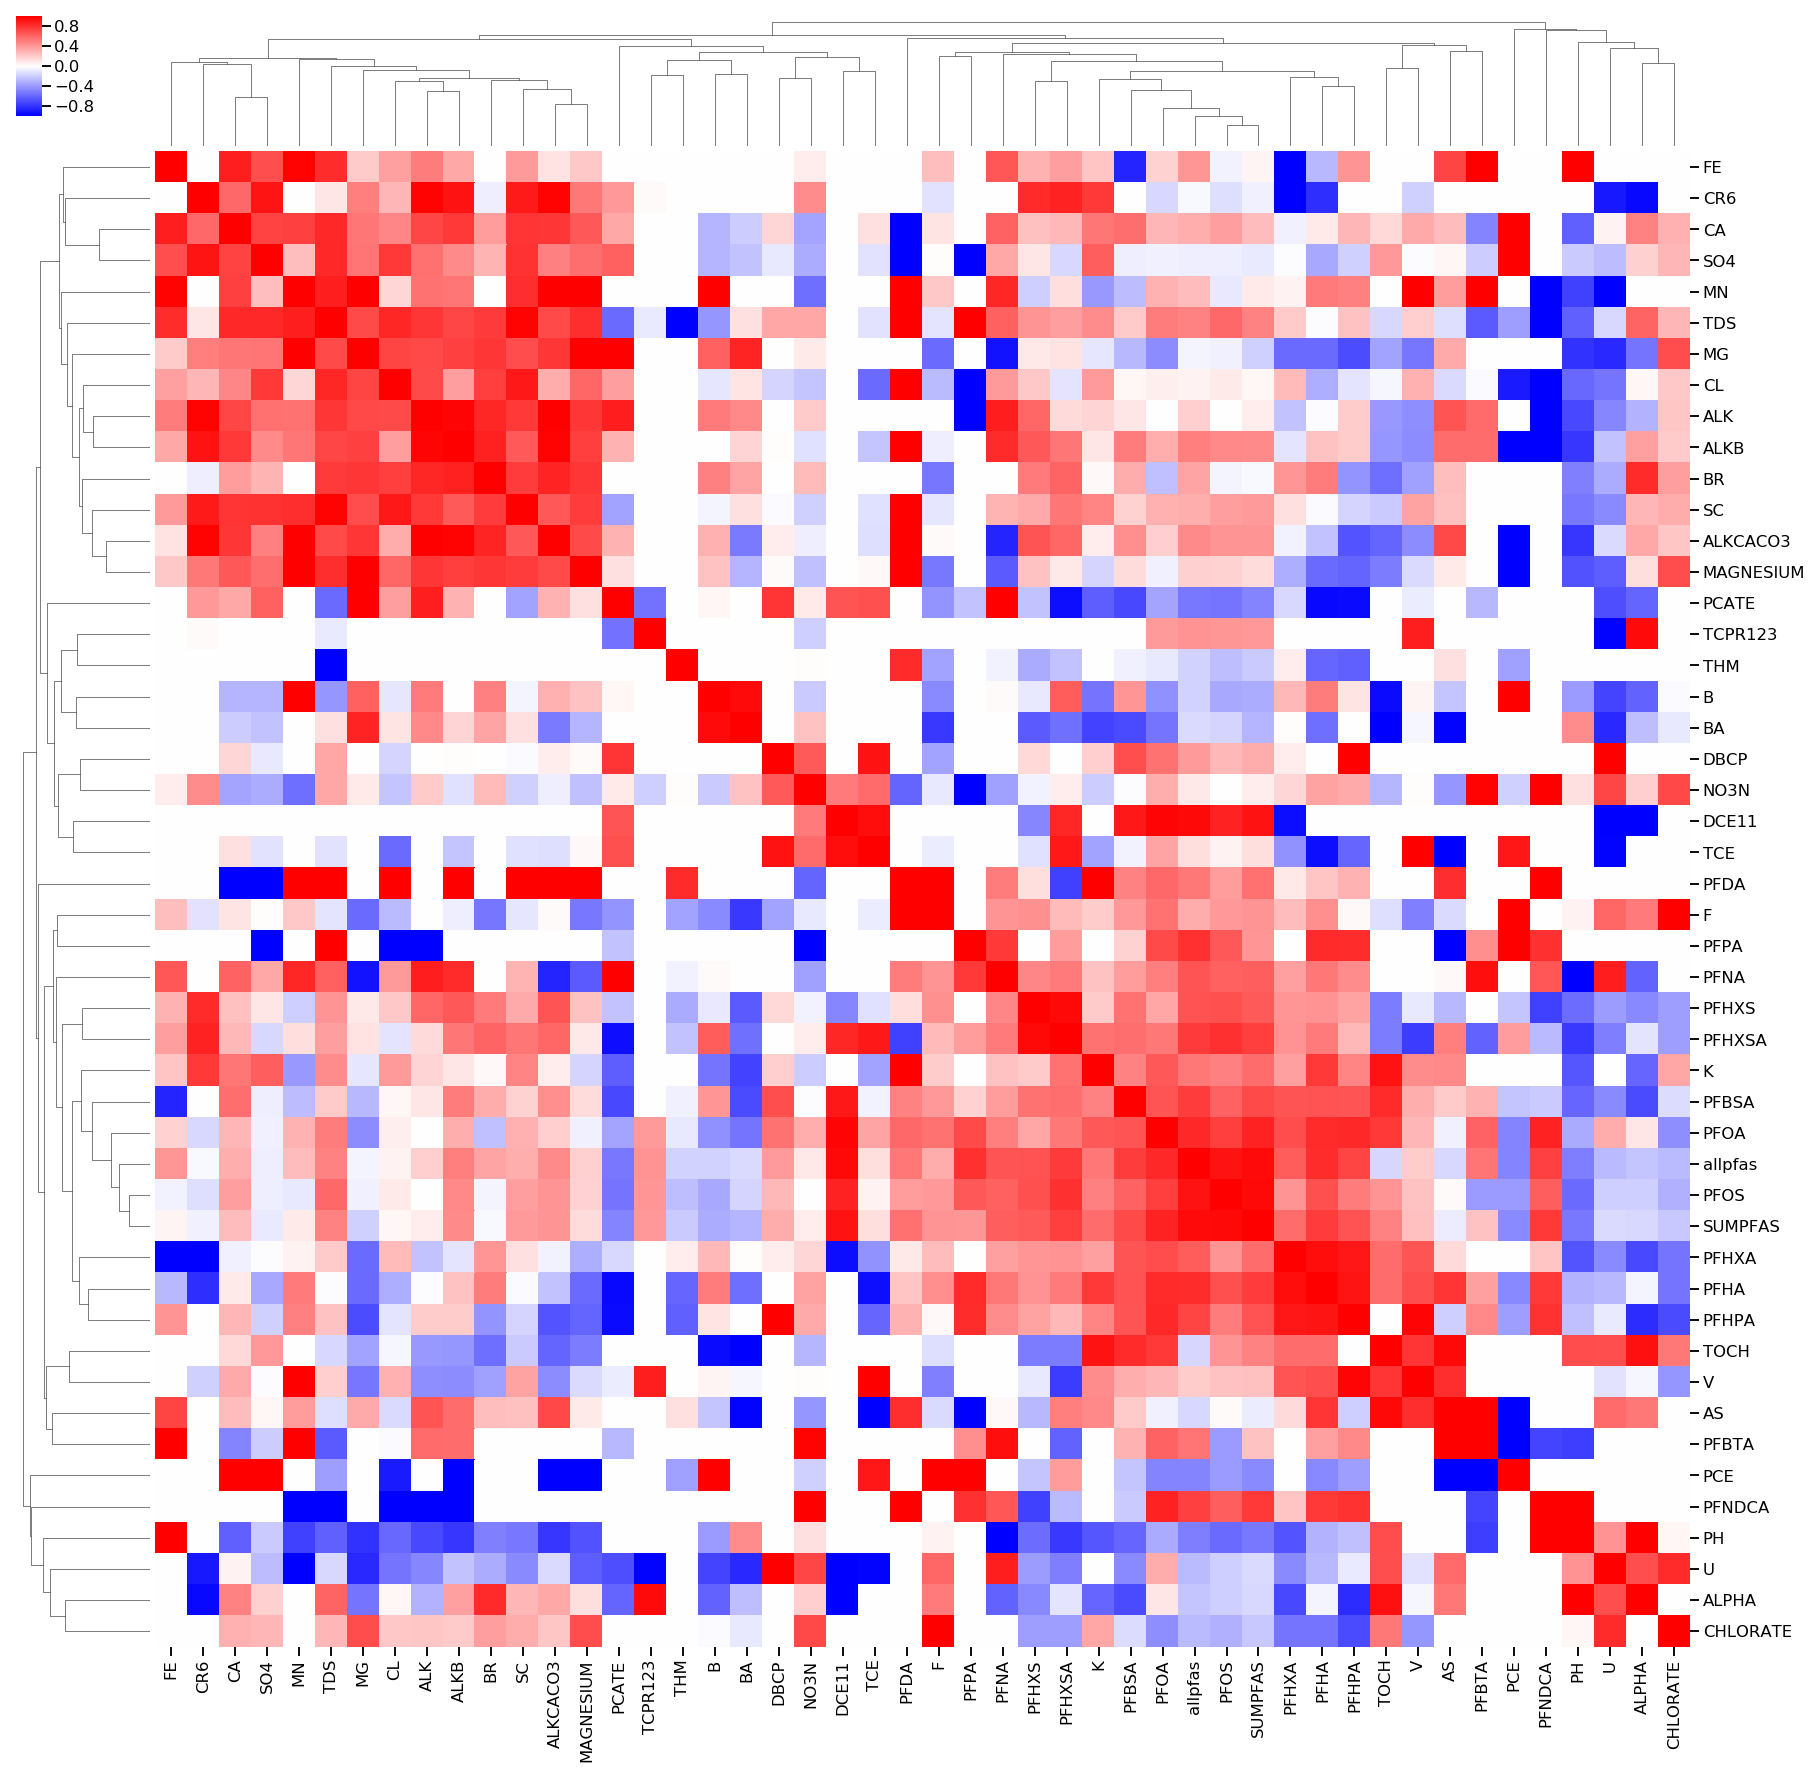 0.8
0.4
0.0
−0.4
−0.8
FE
CR6
CA
SO4
MN
TDS
MG
CL
ALK
ALKB
BR
SC
ALKCACO3
MAGNESIUM
PCATE
TCPR123
THM
B
BA
DBCP
NO3N
DCE11
TCE
PFDA
F
PFPA
PFNA
PFHXS
PFHXSA
K
PFBSA
PFOA
allpfas
PFOS
SUMPFAS
PFHXA
PFHA
PFHPA
TOCH
V
AS
PFBTA
PCE
PFNDCA
PH
U
ALPHA
CHLORATE
FE
CR6
CA
SO4
MN
TDS
MG
CL
ALK
ALKB
BR
SC
ALKCACO3
MAGNESIUM
PCATE
TCPR123
THM
B
BA
DBCP
NO3N
DCE11
TCE
PFDA
F
PFPA
PFNA
PFHXS
PFHXSA
K
PFBSA
PFOA
allpfas
PFOS
SUMPFAS
PFHXA
PFHA
PFHPA
TOCH
V
AS
PFBTA
PCE
PFNDCA
PH
U
ALPHA
CHLORATE